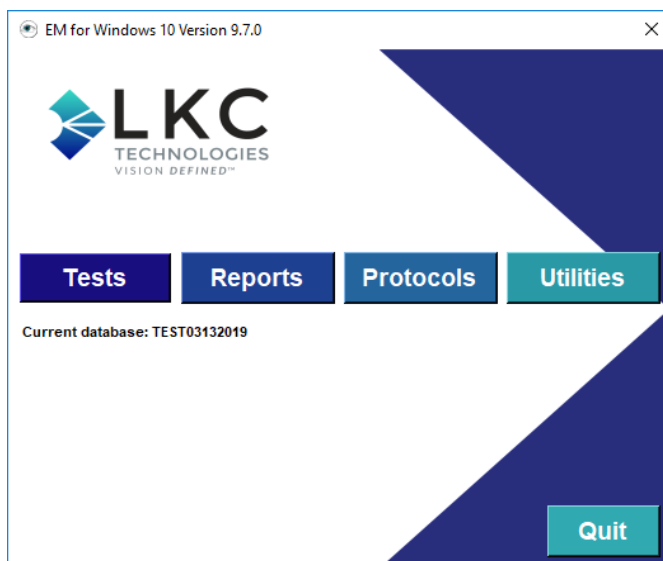 EM for Windows 10 Version 9.7.0
LKC
TECHNOLOGIES
VISION DEFINED™
Tests
Reports
Protocols
Utilities
Current database: TEST03132019
Quit